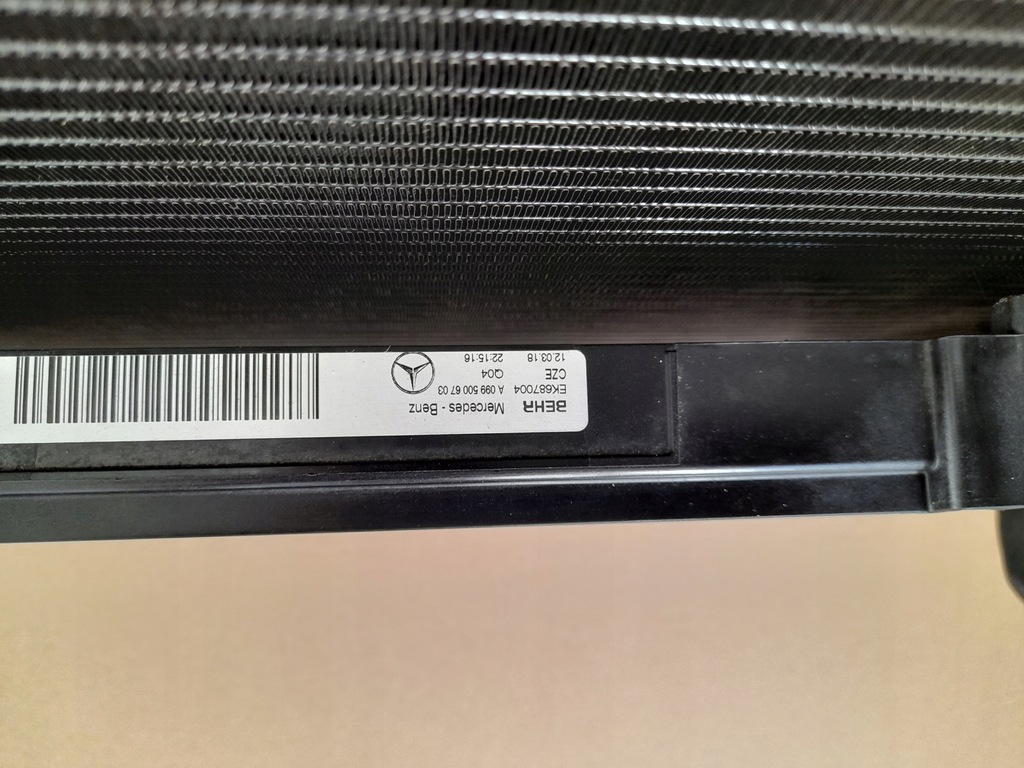 BEHR Mercedes - Benz
EK687004 A 099 500 67 03
CZE Q04
12.03.18 22:15:16